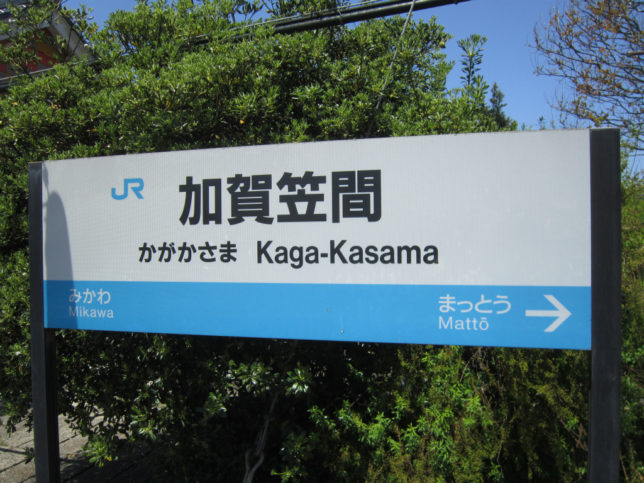 JR 加賀笠間
かがかさま Kaga-Kasama
みかわ
Mikawa
まっとう
Mattō